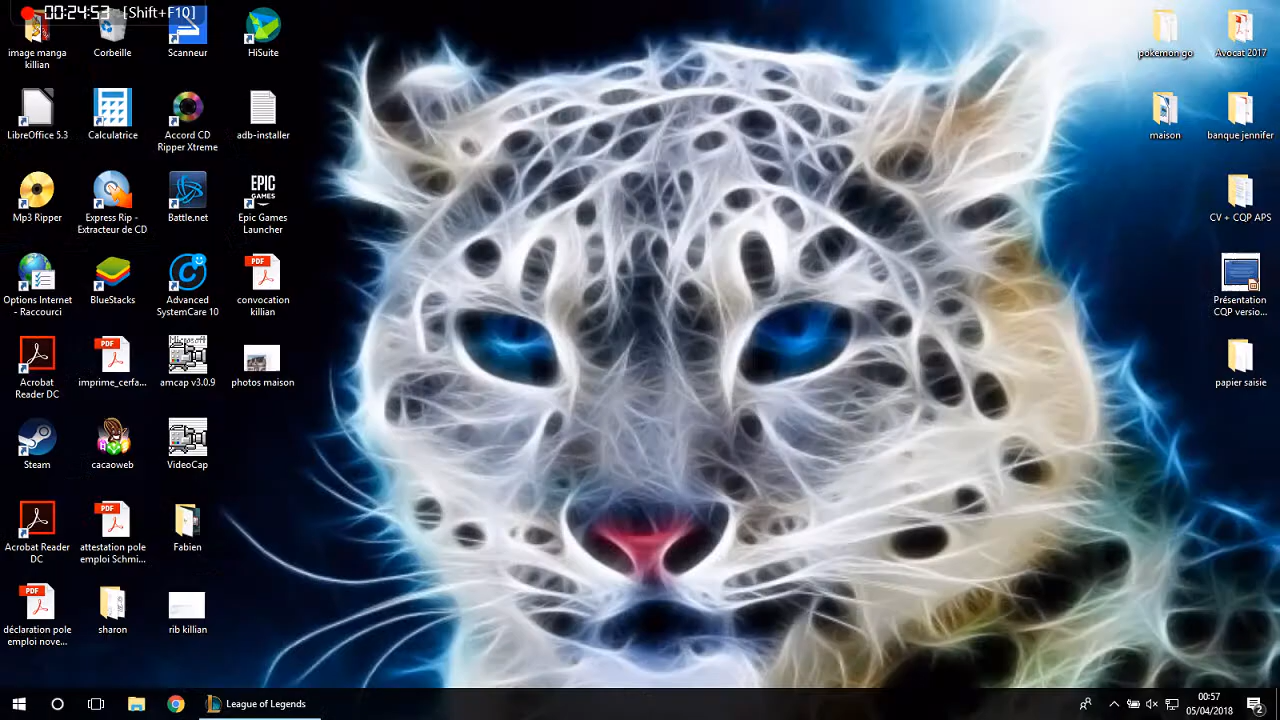 00:24:53 - [Shift+F10]
image manga
killian
Corbeille
Scanneur
HiSuite
pokemon go
Avocat 2017
LibreOffice 5.3
Calculatrice
Accord CD
Ripper Xtreme
adb-installer
maison
banque jennifer
Mp3 Ripper
Express Rip -
Extracteur de CD
Battle.net
EPIC
GAMES
Epic Games
Launcher
CV + CQP APS
Options Internet
- Raccourci
BlueStacks
Advanced
SystemCare 10
PDF
convocation
killian
Présentation
CQP versio...
Acrobat
Reader DC
PDF
imprime_cerfa...
Microsoft
amcap v3.0.9
photos maison
papier saisie
Steam
cacaoweb
VideoCap
Acrobat Reader
DC
PDF
attestation pole
emploi Schmi...
Fabien
PDF
déclaration pole
emploi nove...
sharon
rib killian
League of Legends
00:57
05/04/2018
2